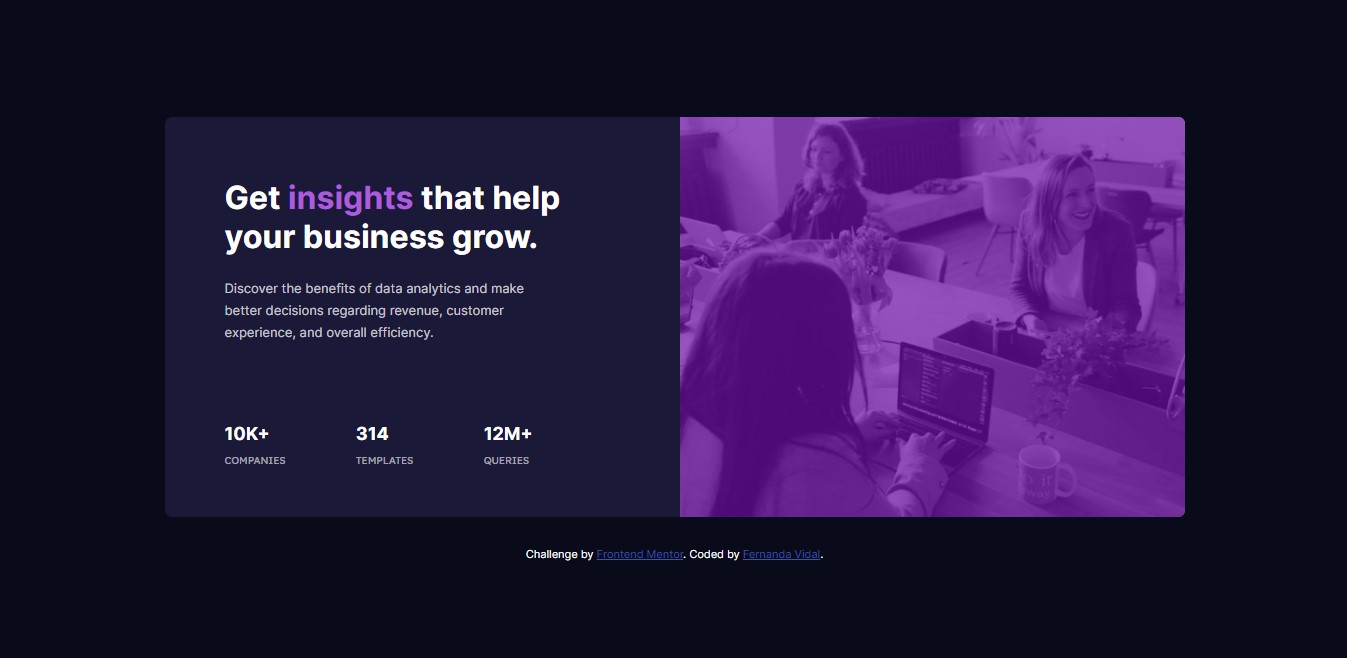 Get insights that help
your business grow.
Discover the benefits of data analytics and make
better decisions regarding revenue, customer
experience, and overall efficiency.
10K+ 314 12M+
COMPANIES TEMPLATES QUERIES
Challenge by Frontend Mentor. Coded by Fernanda Vidal.